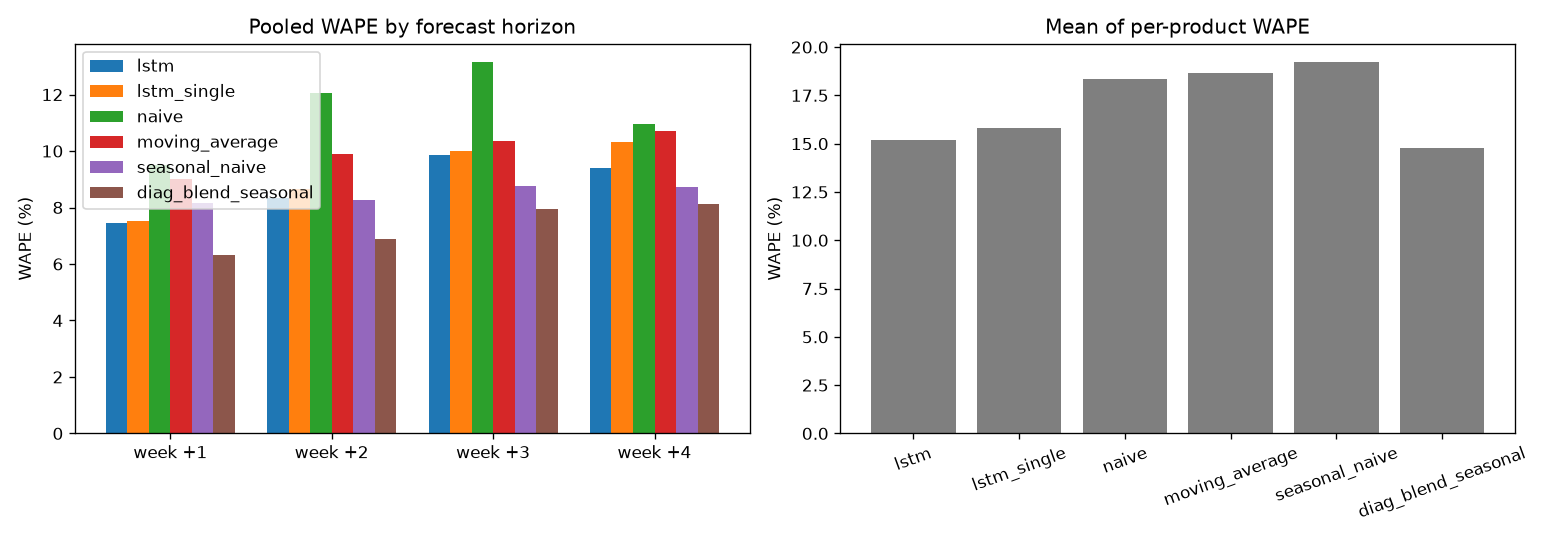 Pooled WAPE by forecast horizon
WAPE (%)
12
10
8
6
4
2
0
lstm
lstm_single
naive
moving_average
seasonal_naive
diag_blend_seasonal
week +1
week +2
week +3
week +4
Mean of per-product WAPE
WAPE (%)
20.0
17.5
15.0
12.5
10.0
7.5
5.0
2.5
0.0
lstm
lstm_single
naive
moving_average
seasonal_naive
diag_blend_seasonal